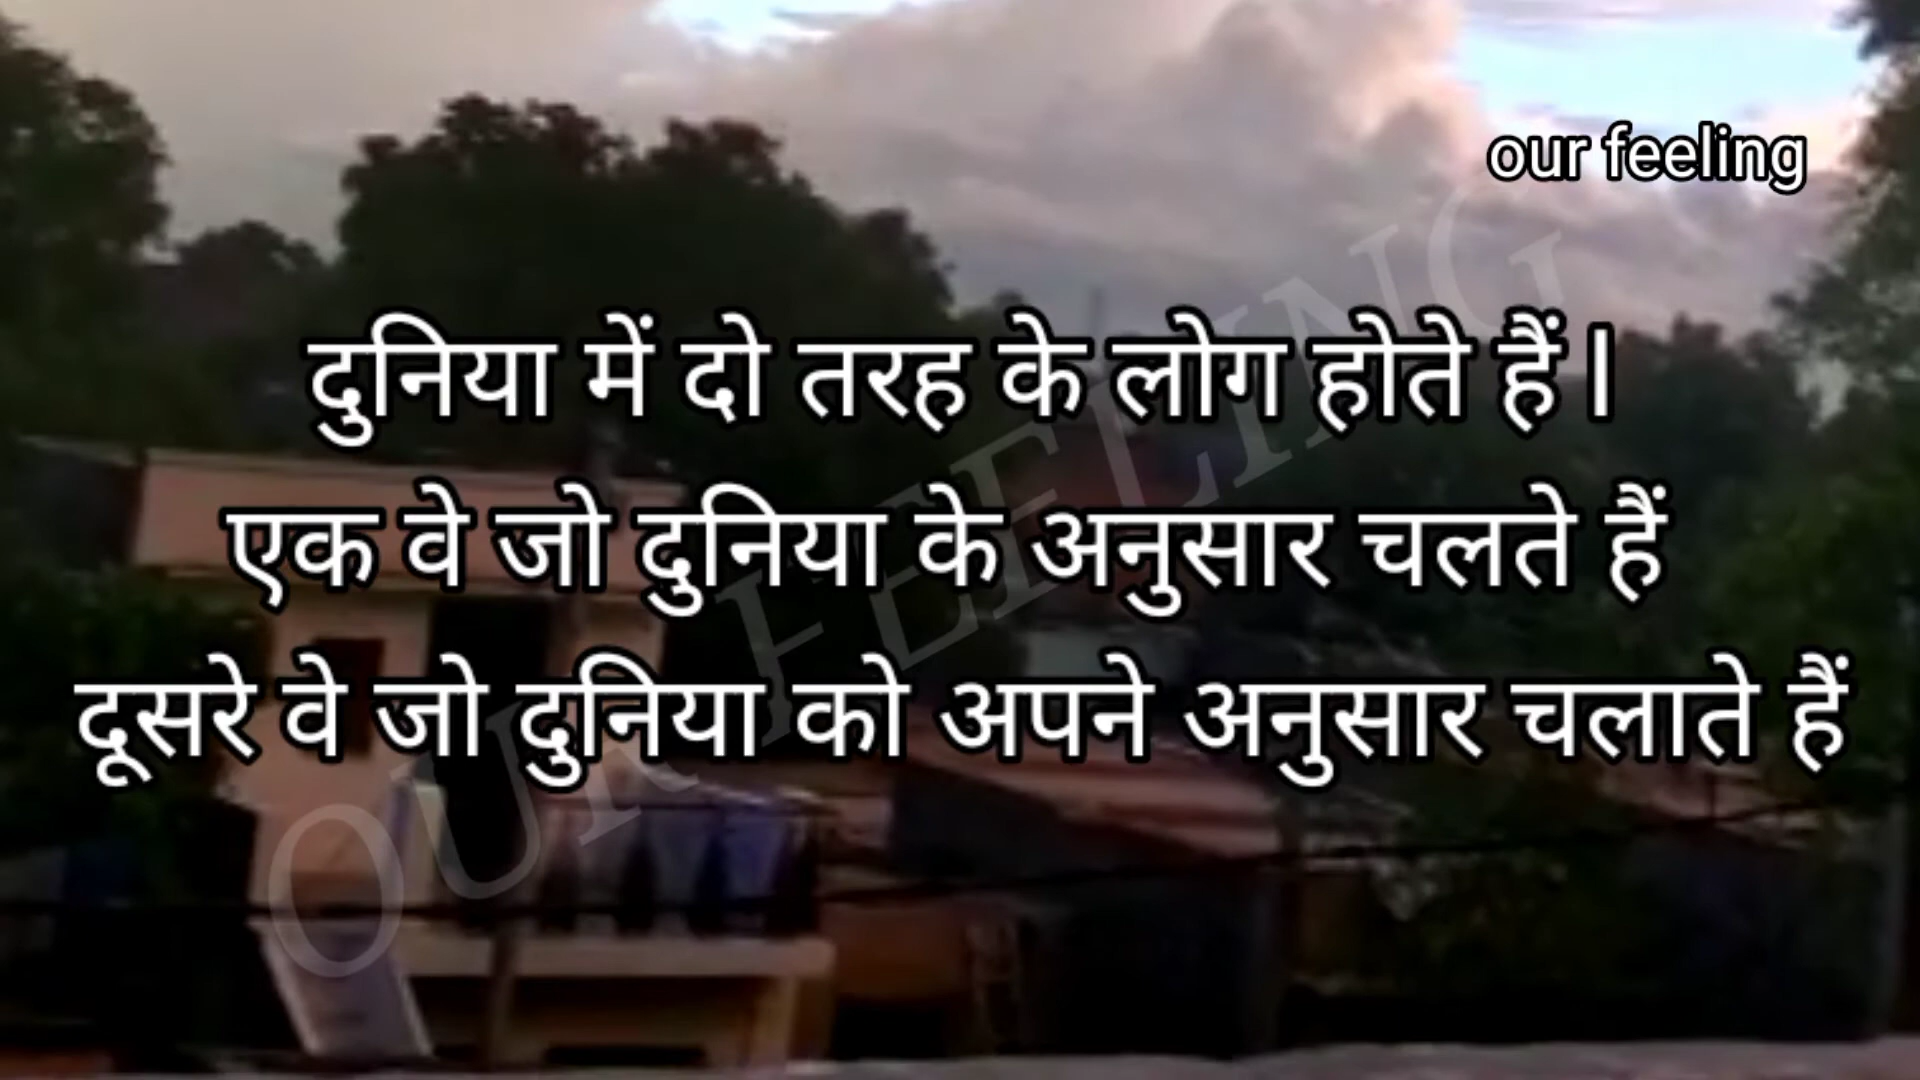 our feeling
दुनिया में दो तरह के लोग होते हैं l
एक वे जो दुनिया के अनुसार चलते हैं
दूसरे वे जो दुनिया को अपने अनुसार चलाते हैं
OUR FEELING